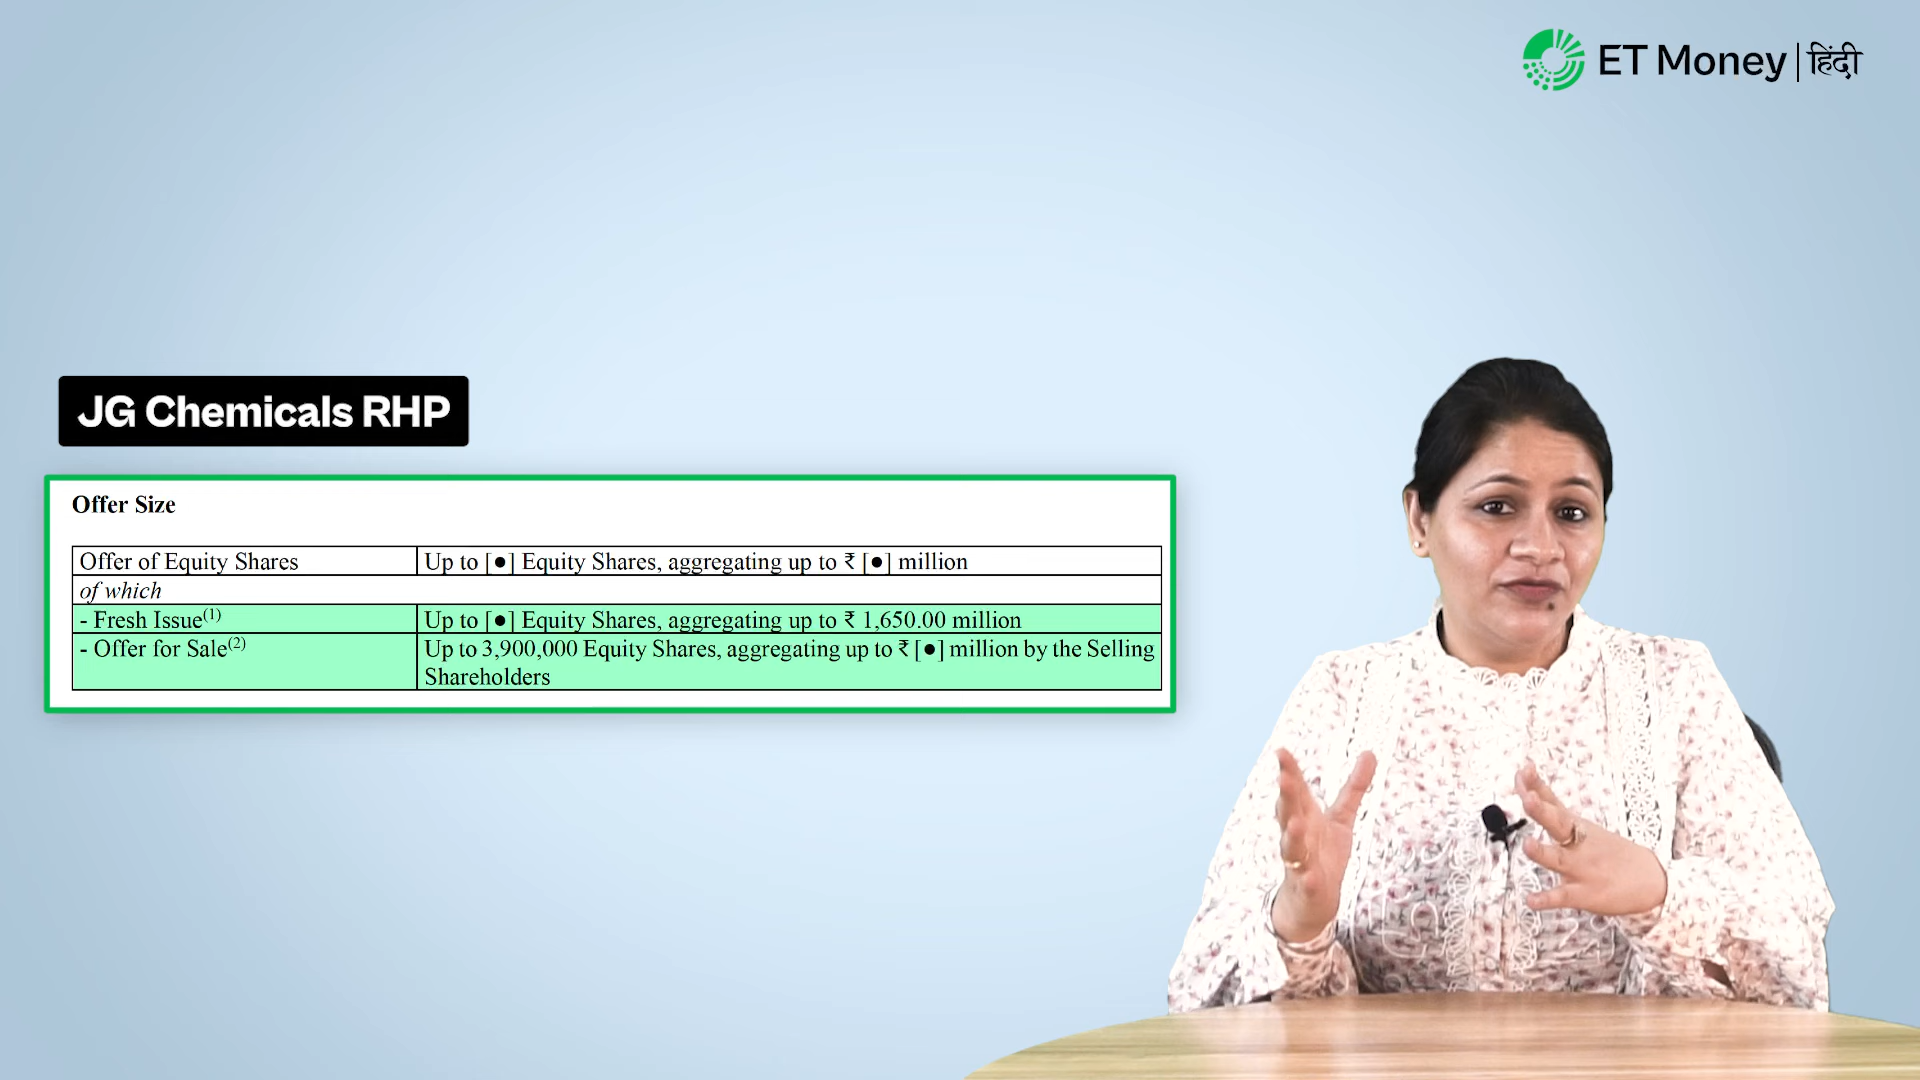 ET Money | हिंदी
JG Chemicals RHP
Offer Size
Offer of Equity Shares Up to [●] Equity Shares, aggregating up to ₹ [●] million
of which
- Fresh Issue(1) Up to [●] Equity Shares, aggregating up to ₹ 1,650.00 million
- Offer for Sale(2) Up to 3,900,000 Equity Shares, aggregating up to ₹ [●] million by the Selling
Shareholders